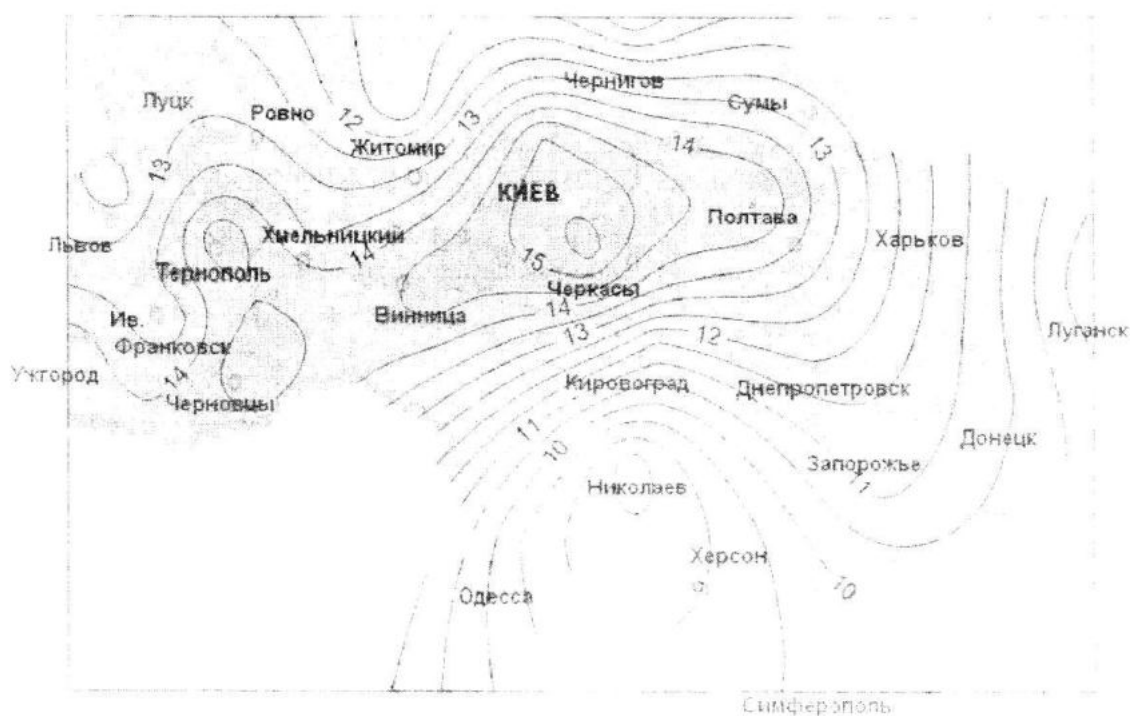 Чернигов
Луцк
Сумы
Ровно
12
13
Житомир
14
13
13
КИЕВ
Полтава
Львов
Хмельницкий
14
Харьков
Тернополь
15
Черкасы
14
Винница
Ив.
Франковск
13
12
Луганск
Ужгород
14
Черновцы
Кировоград
Днепропетровск
11
10
Донецк
Запорожье
11
Николаев
Херсон
9
10
Одесса
Симферополь